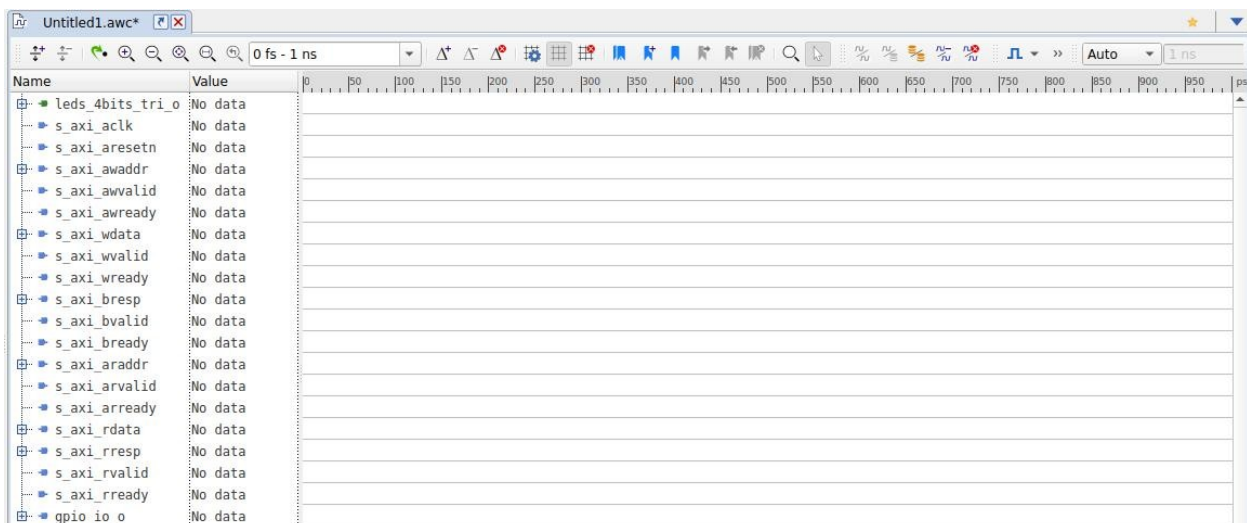 Untitled1.awc*
0 fs - 1 ns
Auto
1 ns
Name Value 0 50 100 150 200 250 300 350 400 450 500 550 600 650 700 750 800 850 900 950 ps
leds_4bits_tri_o No data
s_axi_aclk No data
s_axi_aresetn No data
s_axi_awaddr No data
s_axi_awvalid No data
s_axi_awready No data
s_axi_wdata No data
s_axi_wvalid No data
s_axi_wready No data
s_axi_bresp No data
s_axi_bvalid No data
s_axi_bready No data
s_axi_araddr No data
s_axi_arvalid No data
s_axi_arready No data
s_axi_rdata No data
s_axi_rresp No data
s_axi_rvalid No data
s_axi_rready No data
gpio_io_o No data